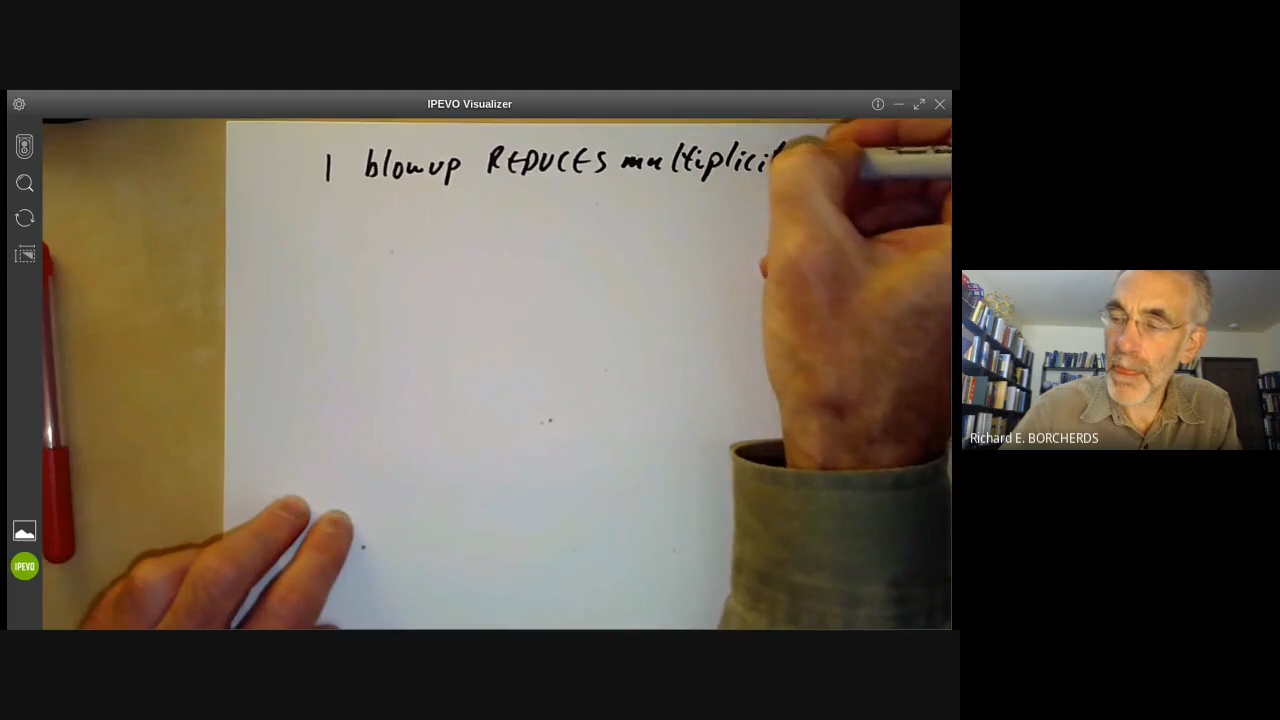 IPEVO Visualizer
1 blowup REDUCES multiplicit
IPEVO
Richard E. BORCHERDS